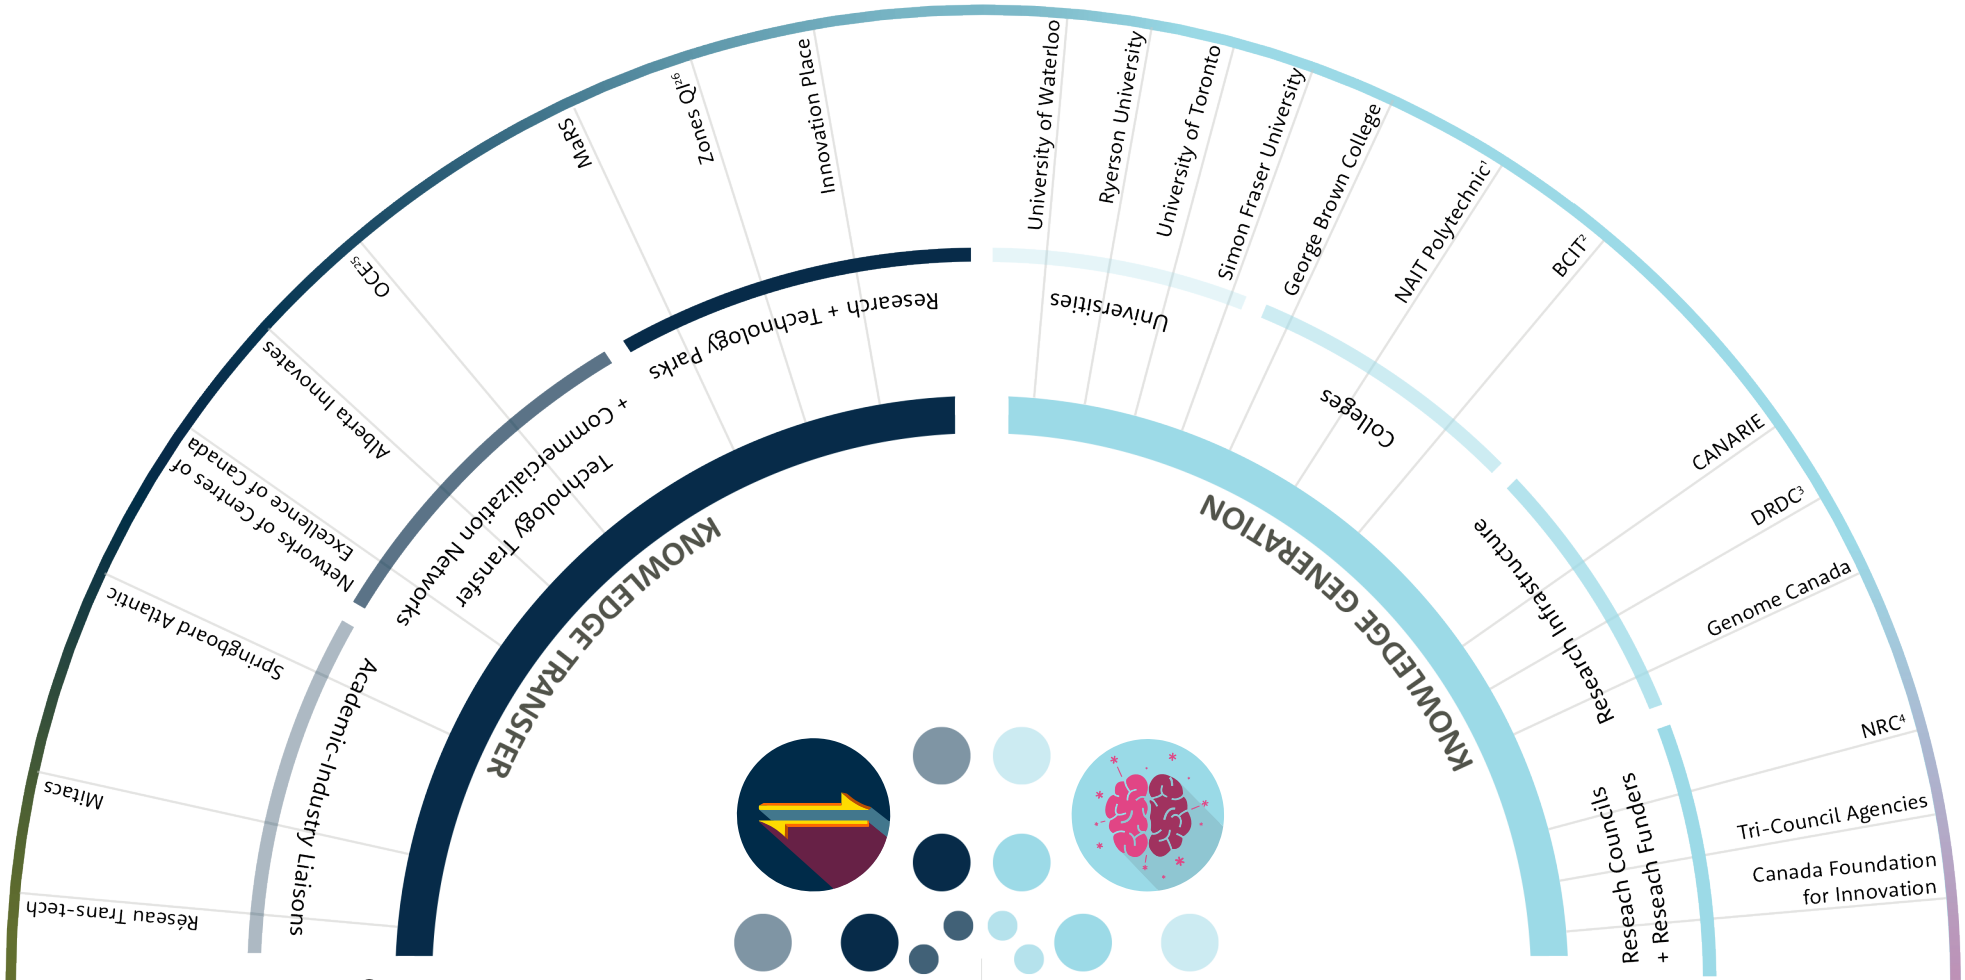 KNOWLEDGE TRANSFER
Academic-Industry Liaisons
Réseau Trans-tech
Mitacs
Springboard Atlantic
Technology Transfer
+ Commercialization Networks
Networks of Centres of
Excellence of Canada
Alberta Innovates
OCE25
Research + Technology Parks
MaRS
Zones QI26
Innovation Place
KNOWLEDGE GENERATION
Universities
University of Waterloo
Ryerson University
University of Toronto
Simon Fraser University
Colleges
George Brown College
NAIT Polytechnic1
BCIT2
Research Infrastructure
CANARIE
DRDC3
Genome Canada
Reseach Councils
+ Research Funders
NRC4
Tri-Council Agencies
Canada Foundation
for Innovation